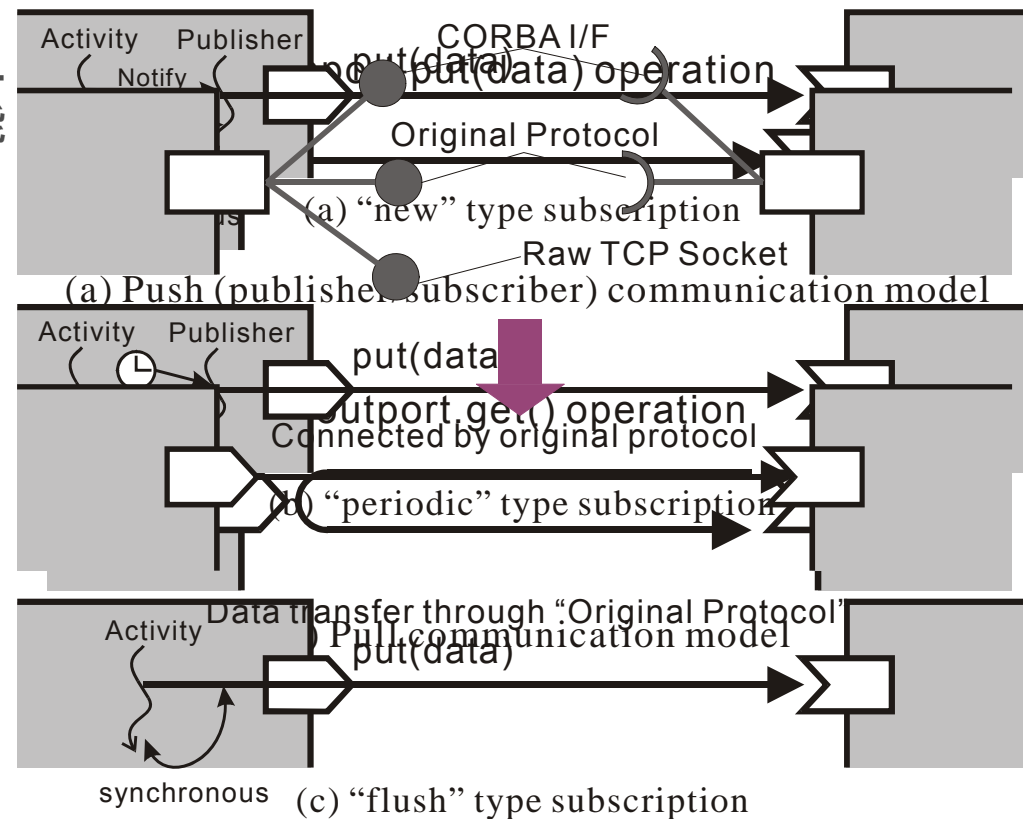 CORBA I/F
Activity Publisher
put(data)
put(data) operation
Notify
Original Protocol
(a) “new” type subscription
Raw TCP Socket
(a) Push (publisher/subscriber) communication model
Activity Publisher
put(data)
outport.get() operation
Connected by original protocol
(b) “periodic” type subscription
Data transfer through “Original Protocol”
Activity
) Pull communication model
put(data)
synchronous
(c) “flush” type subscription